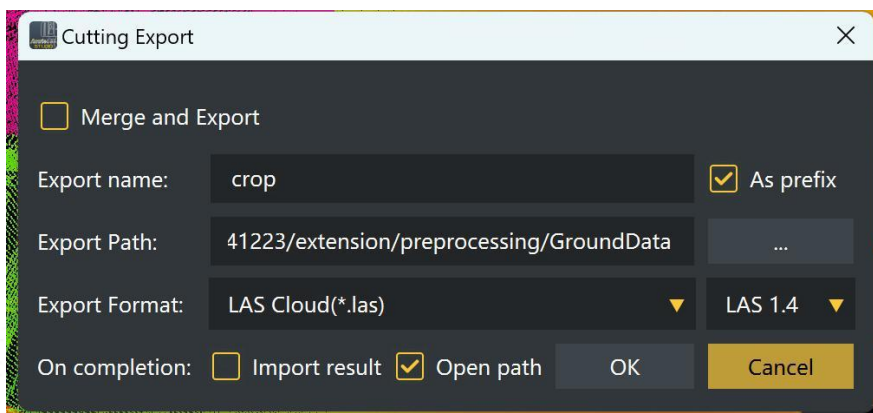 Cutting Export
Merge and Export
Export name: crop As prefix
Export Path: 41223/extension/preprocessing/GroundData ...
Export Format: LAS Cloud(*.las) LAS 1.4
On completion: Import result Open path OK Cancel